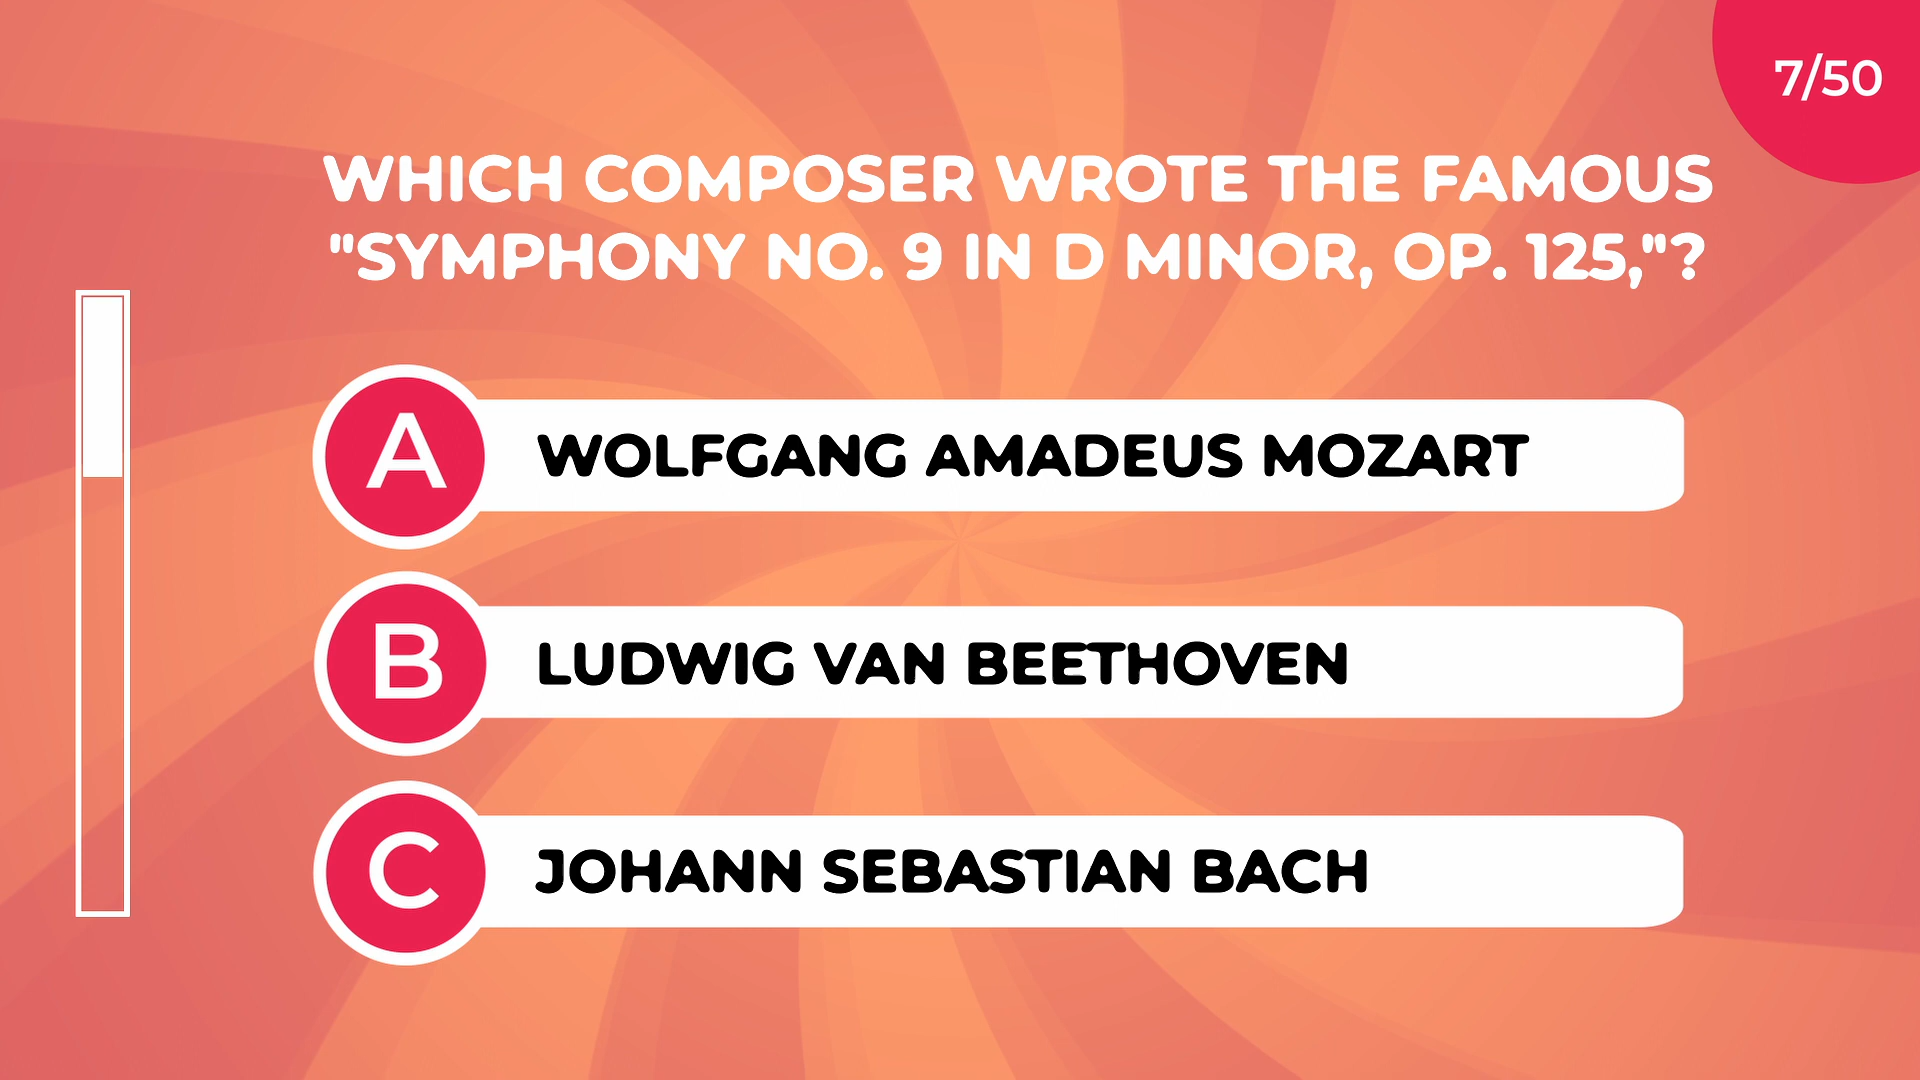 7/50
WHICH COMPOSER WROTE THE FAMOUS
"SYMPHONY NO. 9 IN D MINOR, OP. 125,"?
A WOLFGANG AMADEUS MOZART
B LUDWIG VAN BEETHOVEN
C JOHANN SEBASTIAN BACH